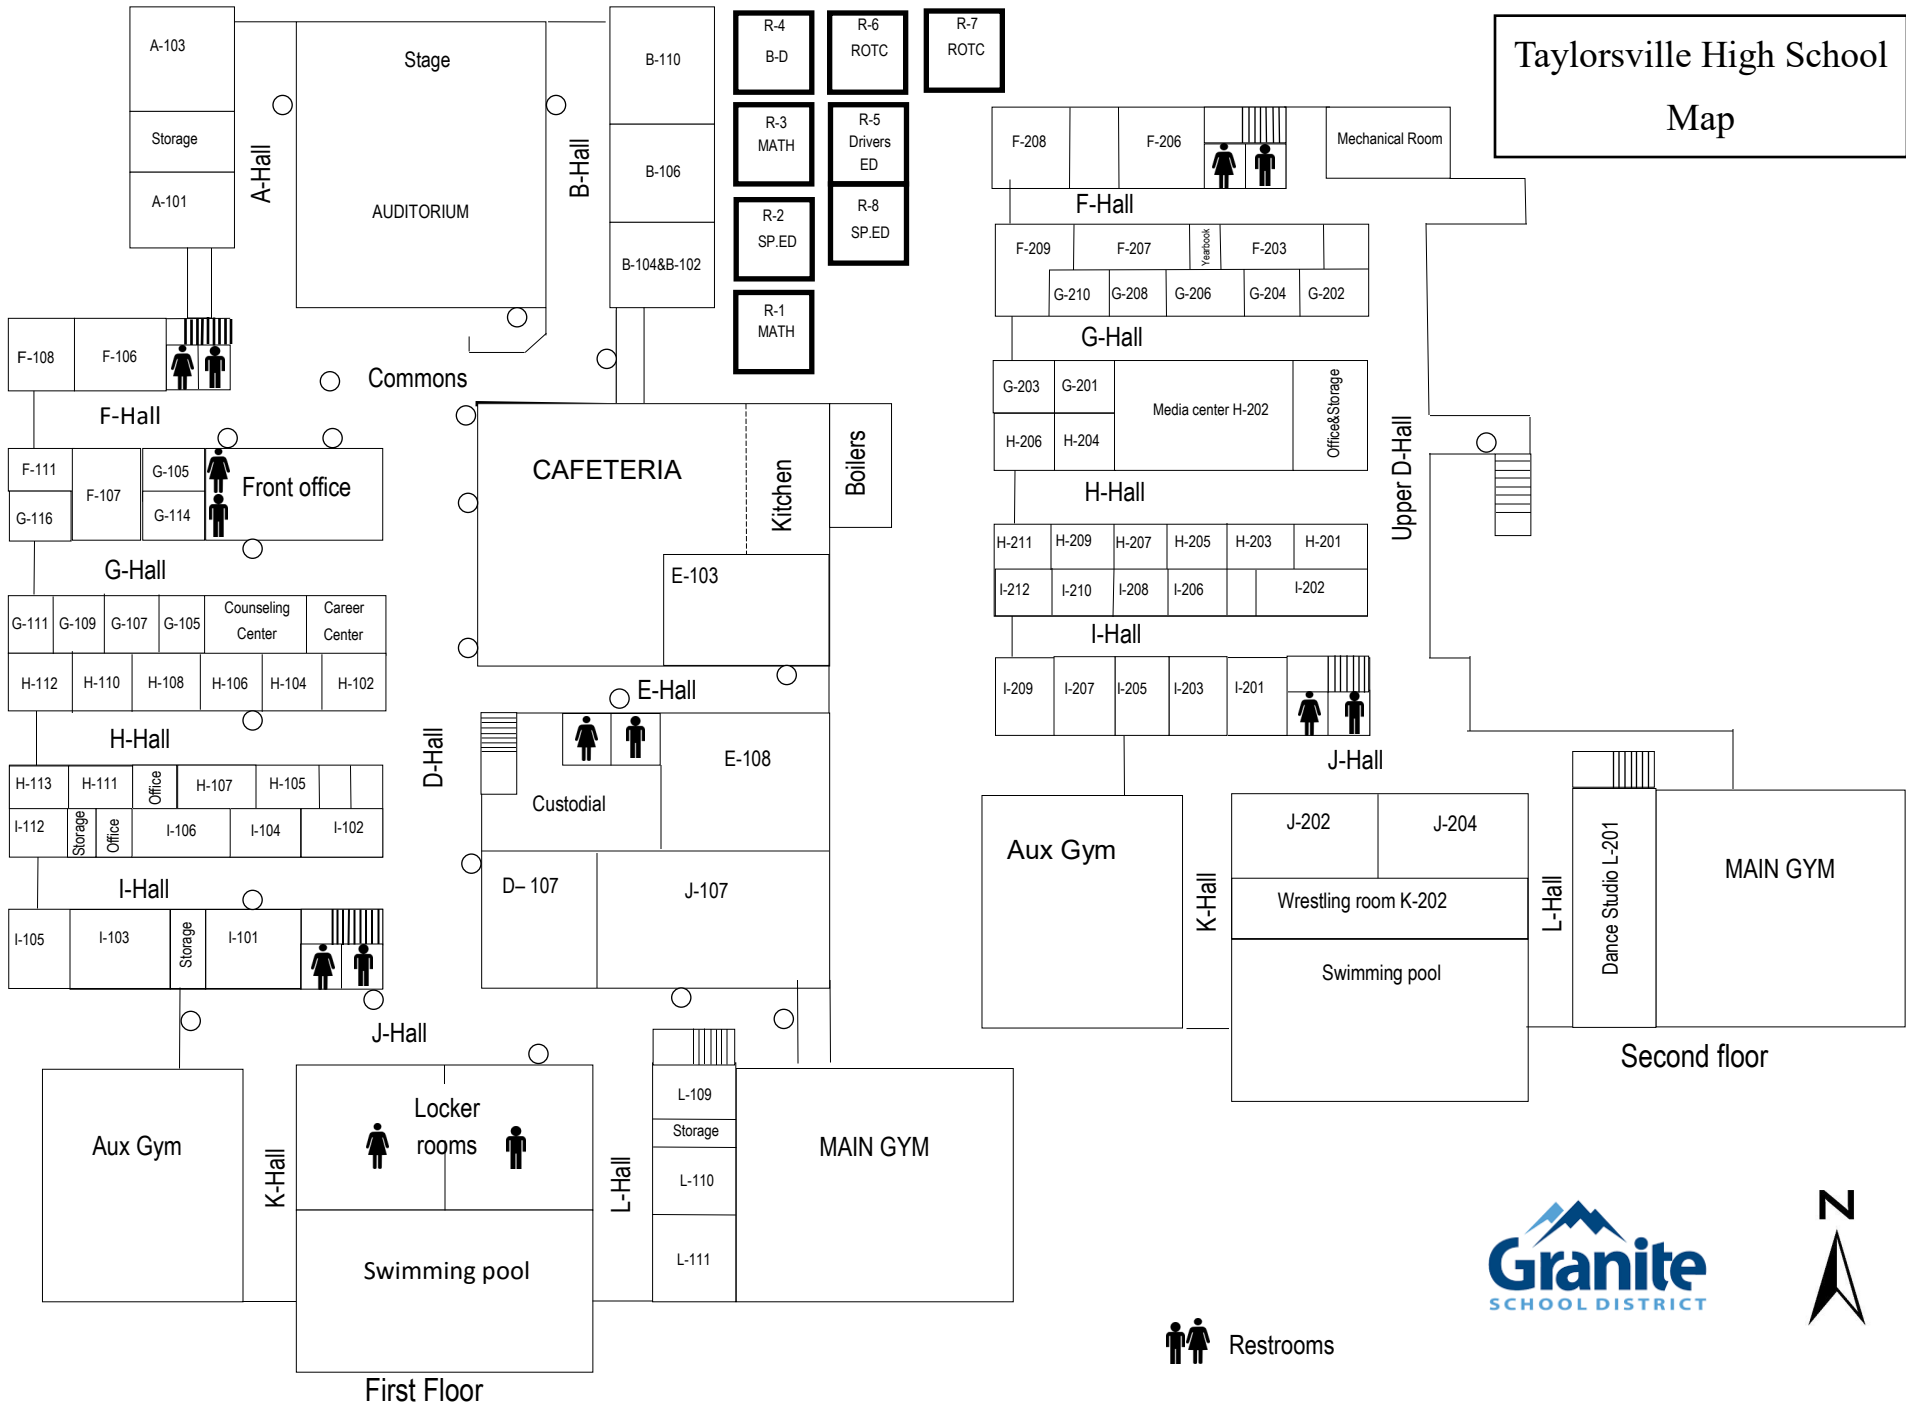 Taylorsville High School
Map
A-103
Storage
A-101
A-Hall
Stage
AUDITORIUM
B-Hall
B-110
B-106
B-104&B-102
R-4
B-D
R-6
ROTC
R-7
ROTC
R-3
MATH
R-5
Drivers
ED
R-2
SP.ED
R-8
SP.ED
R-1
MATH
F-108
F-106
Commons
F-Hall
F-111
F-107
G-105
G-116
G-114
Front office
G-Hall
CAFETERIA
Kitchen
Boilers
E-103
G-111
G-109
G-107
G-105
Counseling
Center
Career
Center
H-112
H-110
H-108
H-106
H-104
H-102
H-Hall
E-Hall
D-Hall
E-108
Custodial
H-113
H-111
Office
H-107
H-105
I-112
Storage
Office
I-106
I-104
I-102
I-Hall
D– 107
J-107
I-105
I-103
Storage
I-101
J-Hall
Aux Gym
K-Hall
Locker
rooms
L-Hall
L-109
Storage
L-110
L-111
MAIN GYM
Swimming pool
First Floor
F-208
F-206
Mechanical Room
F-Hall
F-209
F-207
Yearbook
F-203
G-210
G-208
G-206
G-204
G-202
G-Hall
G-203
G-201
Media center H-202
Office&Storage
H-206
H-204
H-Hall
Upper D-Hall
H-211
H-209
H-207
H-205
H-203
H-201
I-212
I-210
I-208
I-206
I-202
I-Hall
I-209
I-207
I-205
I-203
I-201
J-Hall
Aux Gym
K-Hall
J-202
J-204
Wrestling room K-202
L-Hall
Dance Studio L-201
MAIN GYM
Swimming pool
Second floor
Restrooms
Granite
SCHOOL DISTRICT
N